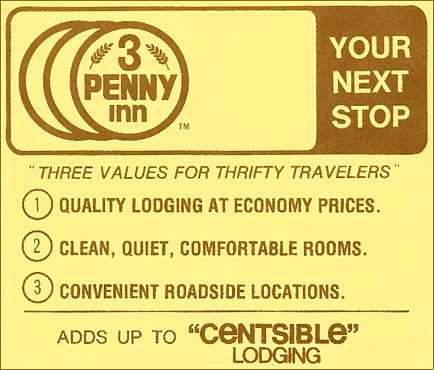 3
PENNY
inn
TM
YOUR
NEXT
STOP
"THREE VALUES FOR THRIFTY TRAVELERS"
1 QUALITY LODGING AT ECONOMY PRICES.
2 CLEAN, QUIET, COMFORTABLE ROOMS.
3 CONVENIENT ROADSIDE LOCATIONS.
ADDS UP TO "CeNTSIBLe"
LODGING